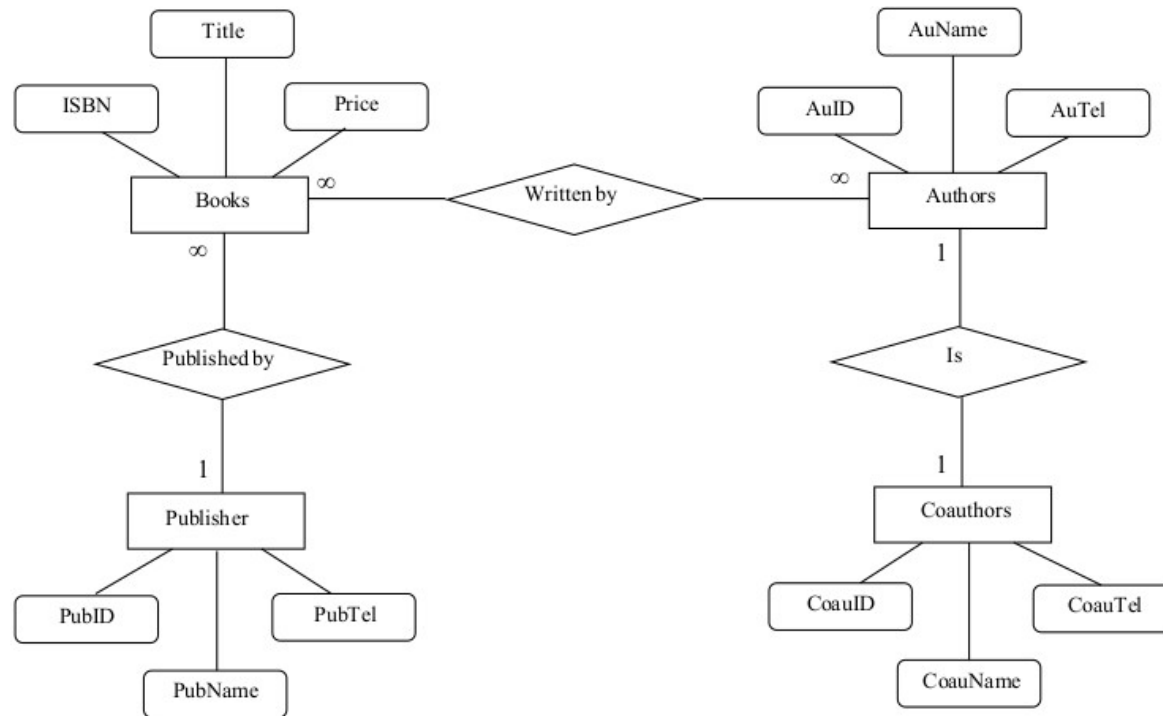 Title
AuName
ISBN
Price
AuID
AuTel
Books
∞
Written by
∞
Authors
∞
1
Published by
Is
1
1
Publisher
Coauthors
PubID
PubTel
CoauID
CoauTel
PubName
CoauName